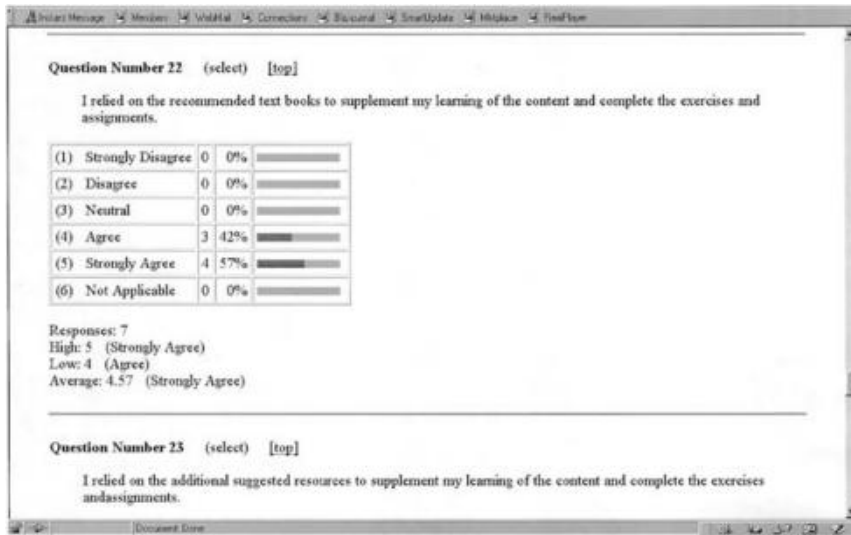 Instant Message Members WebMail Connections BizJournal SmartUpdate Mktplace RealPlayer
Question Number 22 (select) [top]
I relied on the recommended text books to supplement my learning of the content and complete the exercises and
assignments.
(1) Strongly Disagree 0 0%
(2) Disagree 0 0%
(3) Neutral 0 0%
(4) Agree 3 42%
(5) Strongly Agree 4 57%
(6) Not Applicable 0 0%
Responses: 7
High: 5 (Strongly Agree)
Low: 4 (Agree)
Average: 4.57 (Strongly Agree)
Question Number 23 (select) [top]
I relied on the additional suggested resources to supplement my learning of the content and complete the exercises
andassignments.
Document: Done